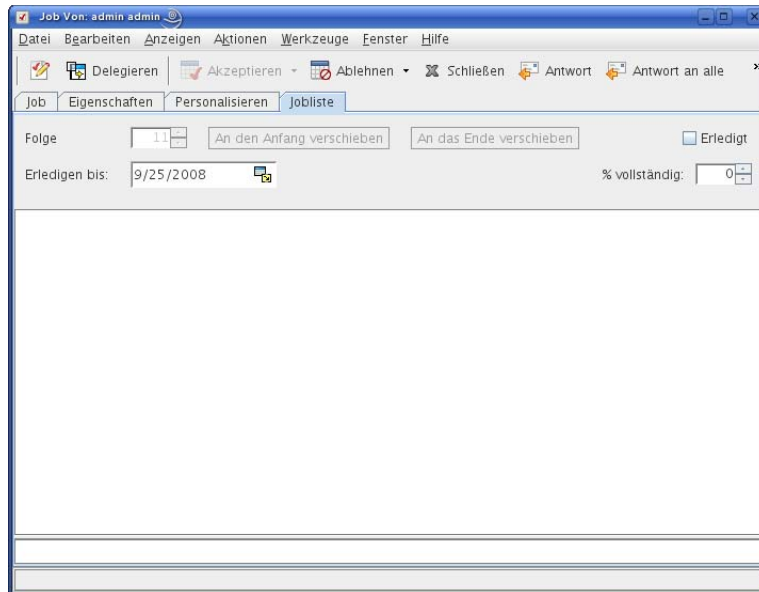 Job Von: admin admin
Datei Bearbeiten Anzeigen Aktionen Werkzeuge Fenster Hilfe
Delegieren Akzeptieren Ablehnen Schließen Antwort Antwort an alle »
Job Eigenschaften Personalisieren Jobliste
Folge 11 An den Anfang verschieben An das Ende verschieben Erledigt
Erledigen bis: 9/25/2008 % vollständig: 0